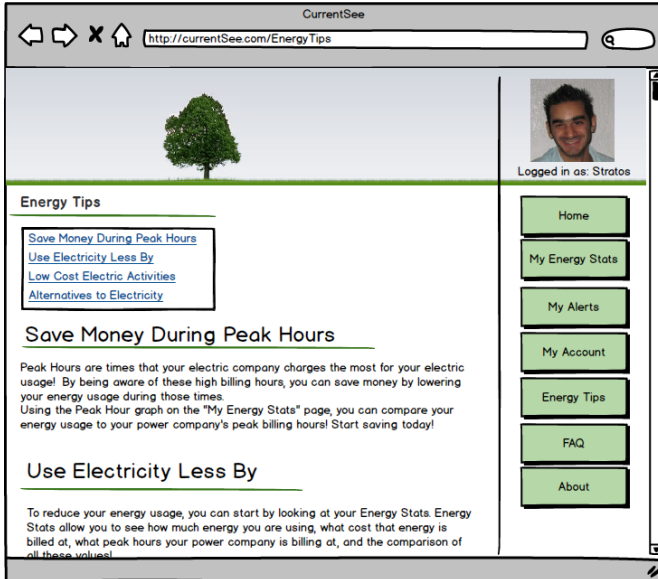 CurrentSee
http://currentSee.com/EnergyTips
Logged in as: Stratos
Energy Tips
Save Money During Peak Hours
Use Electricity Less By
Low Cost Electric Activities
Alternatives to Electricity
Save Money During Peak Hours
Peak Hours are times that your electric company charges the most for your electric
usage! By being aware of these high billing hours, you can save money by lowering
your energy usage during those times.
Using the Peak Hour graph on the "My Energy Stats" page, you can compare your
energy usage to your power company's peak billing hours! Start saving today!
Use Electricity Less By
To reduce your energy usage, you can start by looking at your Energy Stats. Energy
Stats allow you to see how much energy you are using, what cost that energy is
billed at, what peak hours your power company is billing at, and the comparison of
all these values!
Home
My Energy Stats
My Alerts
My Account
Energy Tips
FAQ
About